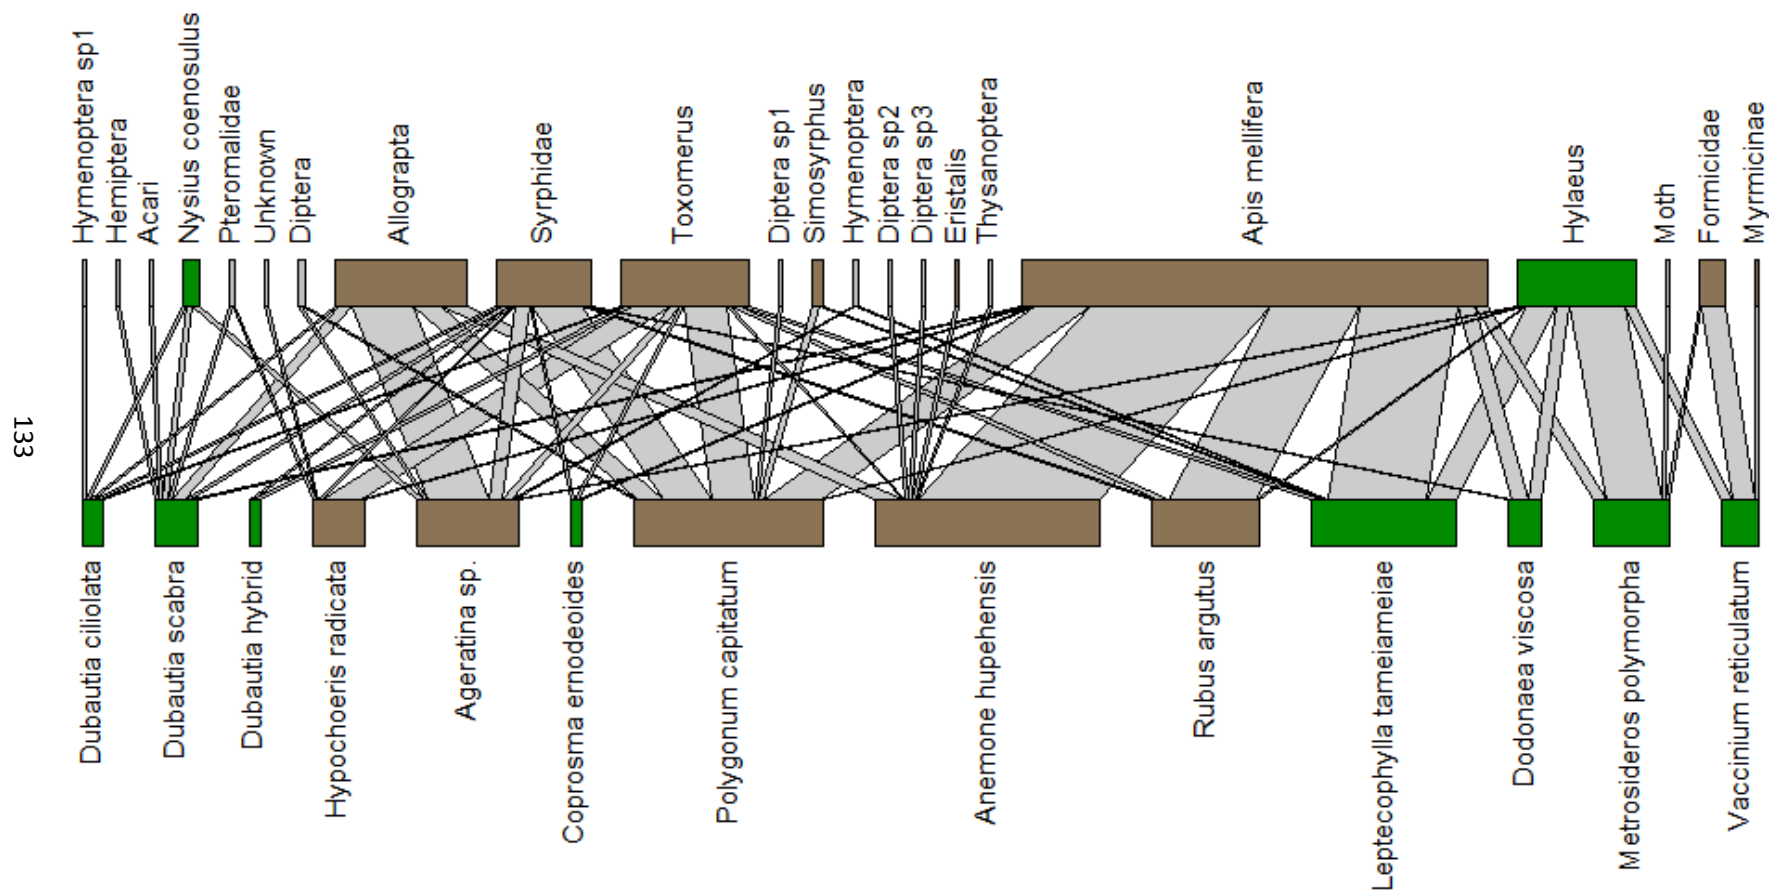 Hymenoptera sp1
Hemiptera
Acari
Nysius coenosulus
Pteromalidae
Unknown
Diptera
Allograpta
Syrphidae
Toxomerus
Diptera sp1
Simosyrphus
Hymenoptera
Diptera sp2
Diptera sp3
Eristalis
Thysanoptera
Apis mellifera
Hylaeus
Moth
Formicidae
Myrmicinae
133
Dubautia ciliolata
Dubautia scabra
Dubautia hybrid
Hypochoeris radicata
Ageratina sp.
Coprosma ernodeoides
Polygonum capitatum
Anemone hupehensis
Rubus argutus
Leptecophylla tameiameiae
Dodonaea viscosa
Metrosideros polymorpha
Vaccinium reticulatum